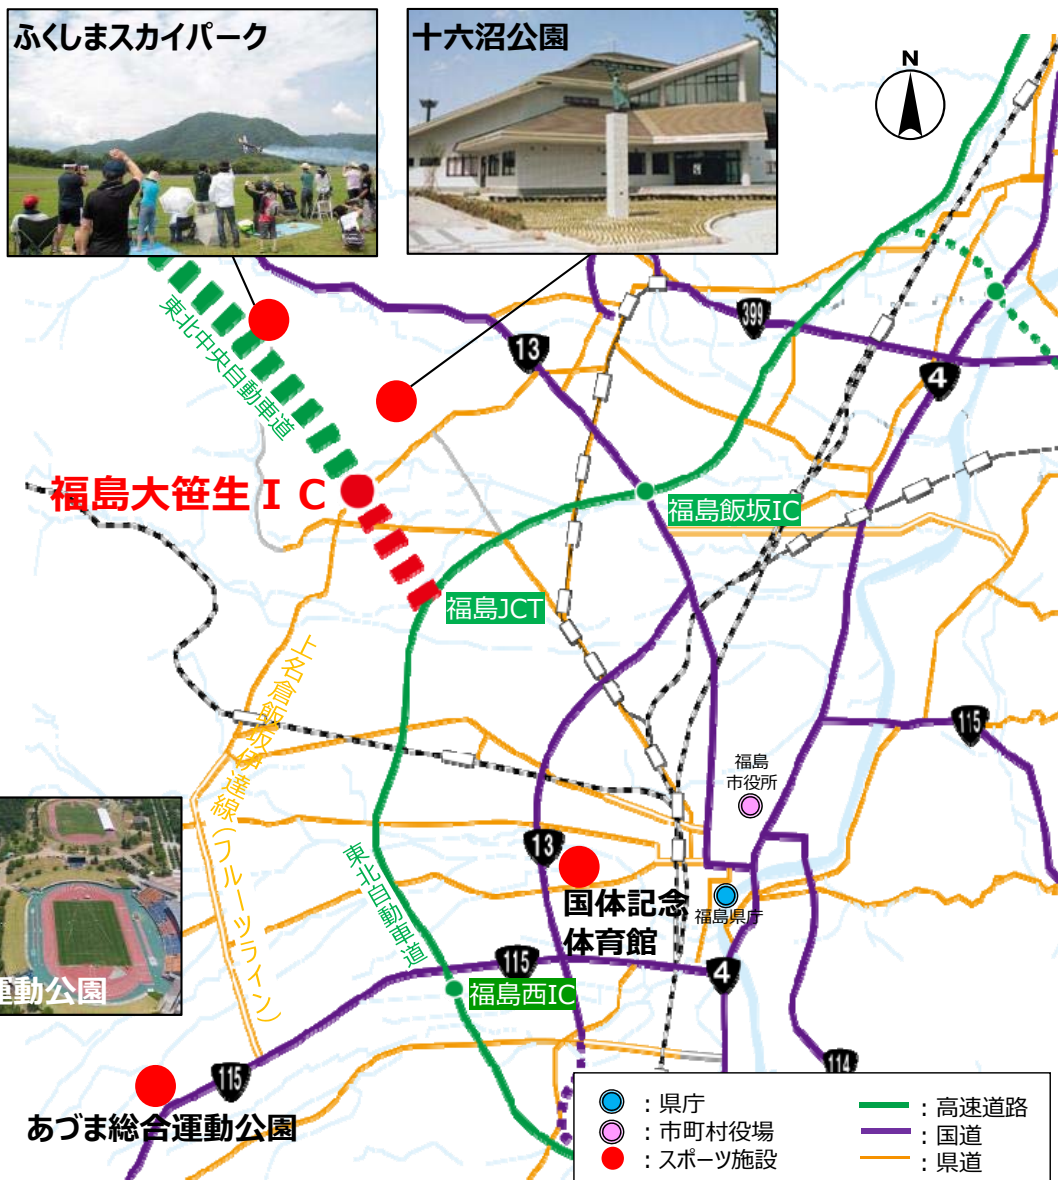 ふくしまスカイパーク
十六沼公園
N
東北中央自動車道
399
13
4
福島大笹生ＩＣ
福島飯坂IC
福島JCT
上名倉飯坂伊達線(フルーツライン)
115
福島
市役所
13
東北自動車道
国体記念
体育館
福島県庁
115
4
運動公園
福島西IC
115
114
あづま総合運動公園
：県庁
：市町村役場
：スポーツ施設
：高速道路
：国道
：県道